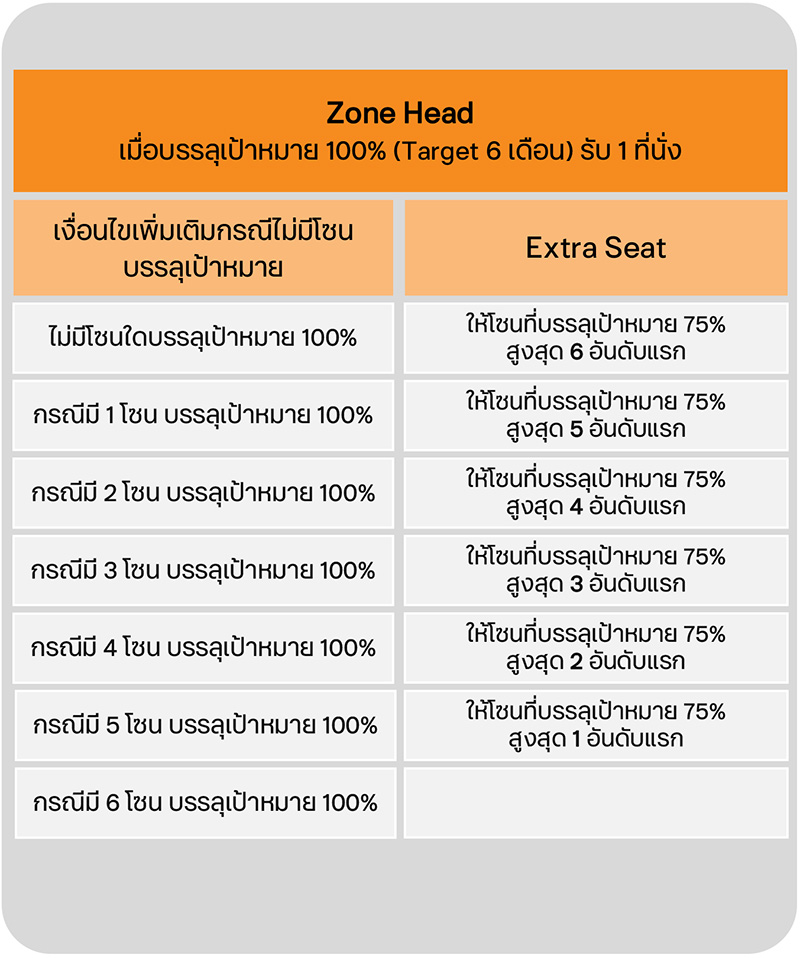 Zone Head
เมื่อบรรลุเป้าหมาย 100% (Target 6 เดือน) รับ 1 ที่นั่ง
เงื่อนไขเพิ่มเติมกรณีไม่มีโซน
บรรลุเป้าหมาย
Extra Seat
ไม่มีโซนใดบรรลุเป้าหมาย 100%
ให้โซนที่บรรลุเป้าหมาย 75%
สูงสุด 6 อันดับแรก
กรณีมี 1 โซน บรรลุเป้าหมาย 100%
ให้โซนที่บรรลุเป้าหมาย 75%
สูงสุด 5 อันดับแรก
กรณีมี 2 โซน บรรลุเป้าหมาย 100%
ให้โซนที่บรรลุเป้าหมาย 75%
สูงสุด 4 อันดับแรก
กรณีมี 3 โซน บรรลุเป้าหมาย 100%
ให้โซนที่บรรลุเป้าหมาย 75%
สูงสุด 3 อันดับแรก
กรณีมี 4 โซน บรรลุเป้าหมาย 100%
ให้โซนที่บรรลุเป้าหมาย 75%
สูงสุด 2 อันดับแรก
กรณีมี 5 โซน บรรลุเป้าหมาย 100%
ให้โซนที่บรรลุเป้าหมาย 75%
สูงสุด 1 อันดับแรก
กรณีมี 6 โซน บรรลุเป้าหมาย 100%